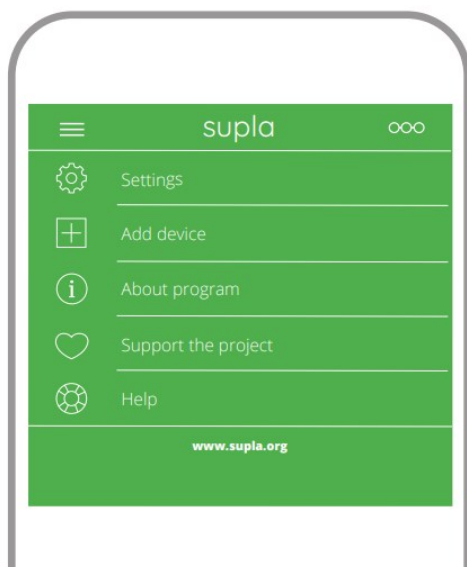 supla
Settings
Add device
About program
Support the project
Help
www.supla.org